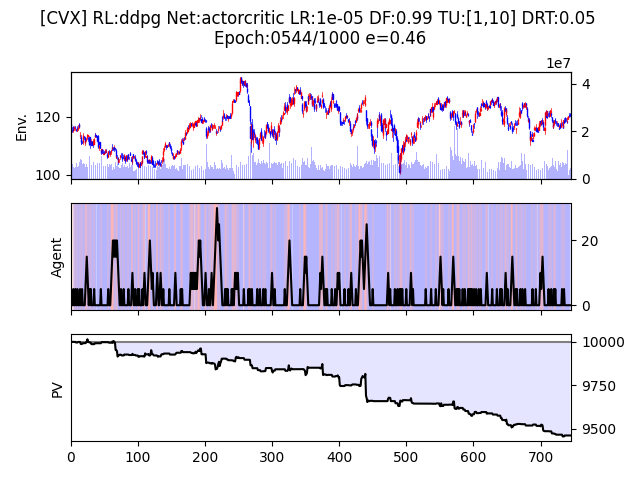 [CVX] RL:ddpg Net:actorcritic LR:1e-05 DF:0.99 TU:[1,10] DRT:0.05
Epoch:0544/1000 e=0.46
1e7
Env.
120
100
4
2
0
Agent
20
0
PV
10000
9750
9500
0 100 200 300 400 500 600 700